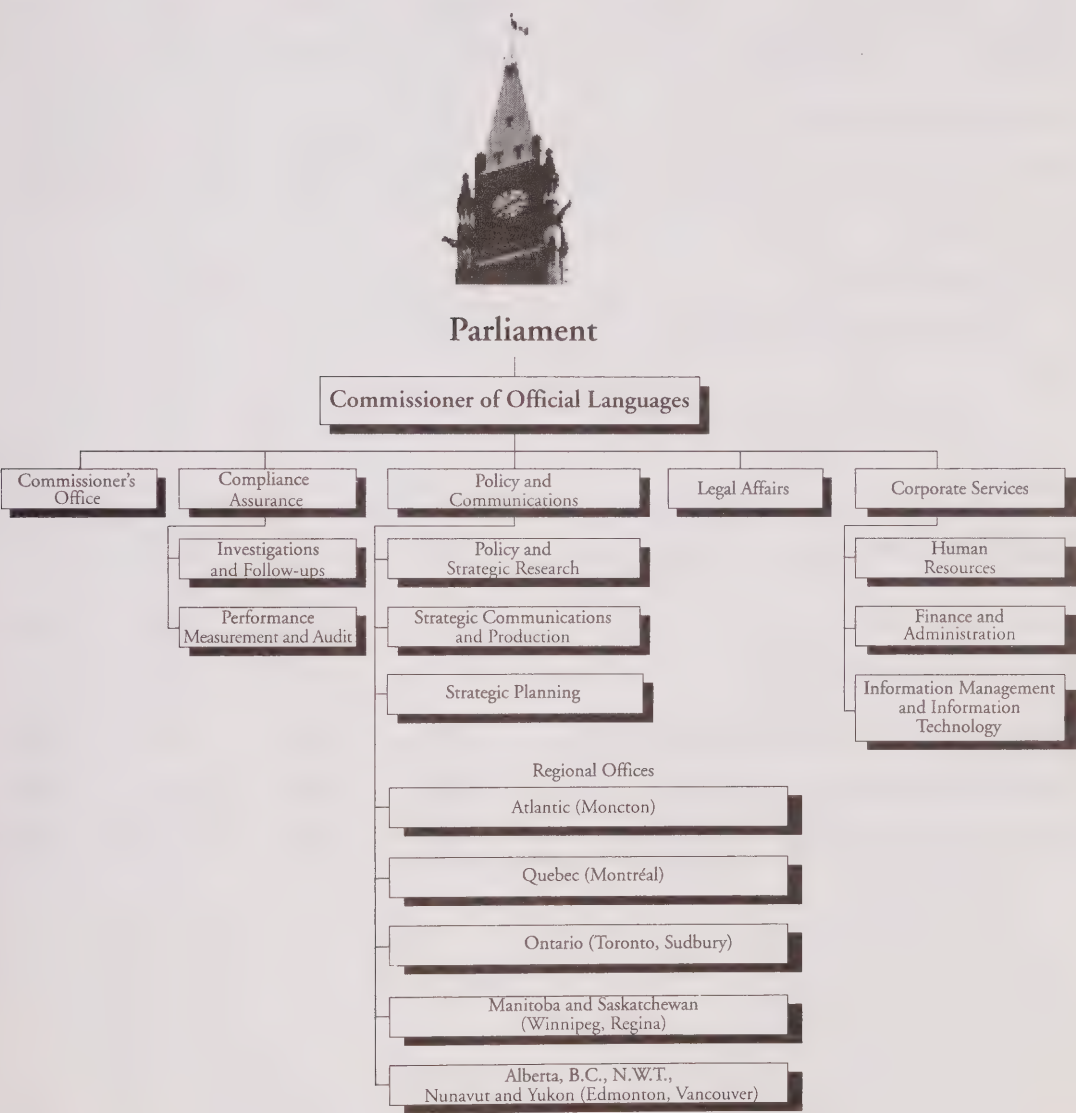 Parliament
Commissioner of Official Languages
Commissioner's
Office
Compliance
Assurance
Investigations
and Follow-ups
Performance
Measurement and Audit
Policy and
Communications
Policy and
Strategic Research
Strategic Communications
and Production
Strategic Planning
Regional Offices
Atlantic (Moncton)
Quebec (Montréal)
Ontario (Toronto, Sudbury)
Manitoba and Saskatchewan
(Winnipeg, Regina)
Alberta, B.C., N.W.T.,
Nunavut and Yukon (Edmonton, Vancouver)
Legal Affairs
Corporate Services
Human
Resources
Finance and
Administration
Information Management
and Information
Technology